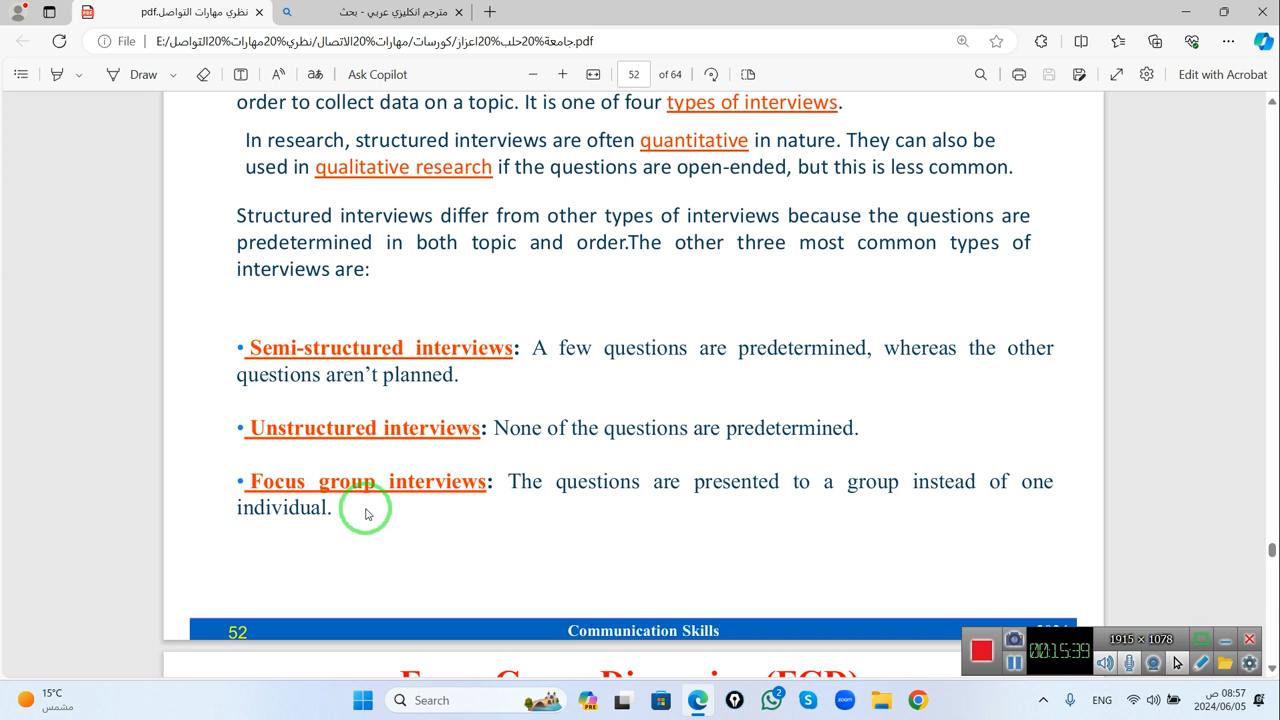 نظري مهارات التواصل.pdf
مترجم انكليزي عربي - بحث
File
E:/جامعة%20حلب%20اعزاز/كورسات/مهارات%20الاتصال/نظري%20مهارات%20التواصل.pdf
Draw
aあ
Ask Copilot
52 of 64
Edit with Acrobat
order to collect data on a topic. It is one of four types of interviews.
In research, structured interviews are often quantitative in nature. They can also be
used in qualitative research if the questions are open-ended, but this is less common.
Structured interviews differ from other types of interviews because the questions are
predetermined in both topic and order.The other three most common types of
interviews are:
• Semi-structured interviews: A few questions are predetermined, whereas the other
questions aren’t planned.
• Unstructured interviews: None of the questions are predetermined.
• Focus group interviews: The questions are presented to a group instead of one
individual.
52
Communication Skills
1915 × 1078
00:15:39
15°C
مشمس
Search
PRE
2
zoom
ENG
08:57 ص
2024/06/05